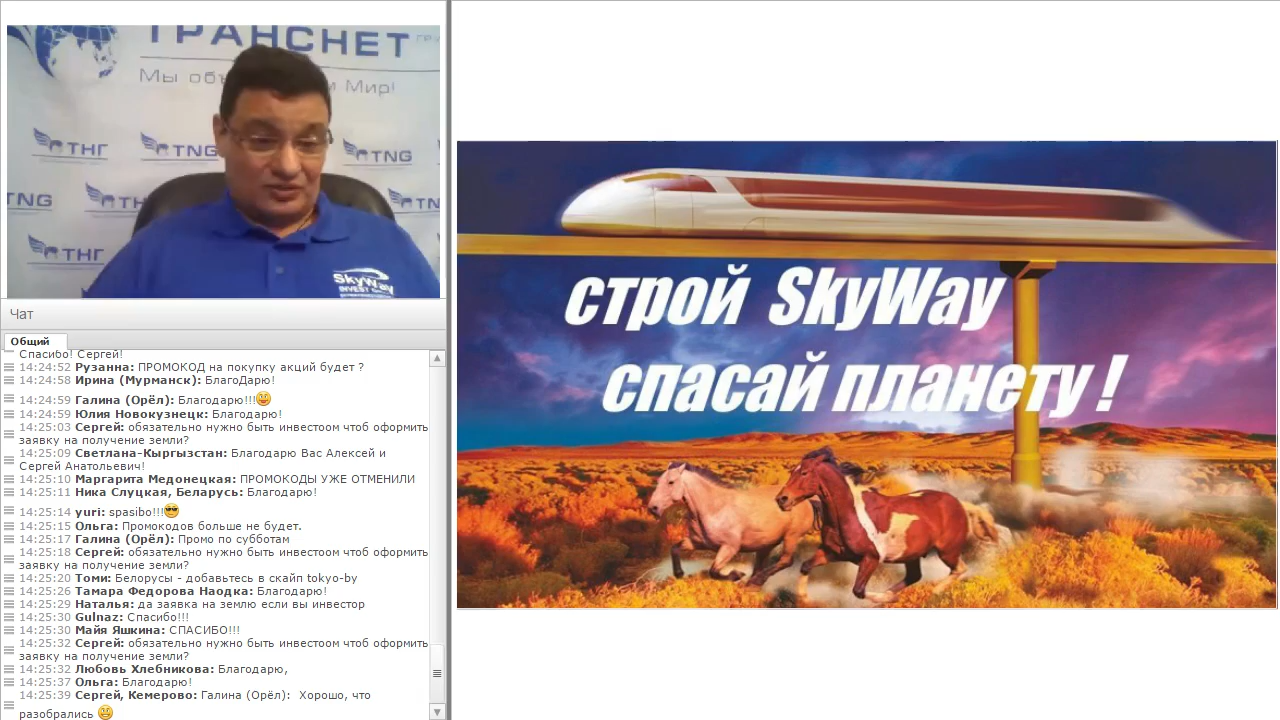 ТРАНСНЕТ
Мы объ
м Мир!
ТНГ
TNG
TNG
TNG
ТНГ
TNG
ТНГ
SkyWay
INVEST
Чат
Общий
Спасибо! Сергей!
14:24:52 Рузанна: ПРОМОКОД на покупку акций будет ?
14:24:58 Ирина (Мурманск): БлагоДарю!
14:24:59 Галина (Орёл): Благодарю!!!
14:24:59 Юлия Новокузнецк: Благодарю!
14:25:03 Сергей: обязательно нужно быть инвестоом чтоб оформить
заявку на получение земли?
14:25:09 Светлана-Кыргызстан: Благодарю Вас Алексей и
Сергей Анатольевич!
14:25:10 Маргарита Медонецкая: ПРОМОКОДЫ УЖЕ ОТМЕНИЛИ
14:25:11 Ника Слуцкая, Беларусь: Благодарю!
14:25:14 yuri: spasibo!!!
14:25:15 Ольга: Промокодов больше не будет.
14:25:17 Галина (Орёл): Промо по субботам
14:25:18 Сергей: обязательно нужно быть инвестоом чтоб оформить
заявку на получение земли?
14:25:20 Томи: Белорусы - добавьтесь в скайп tokyo-by
14:25:26 Тамара Федорова Наодка: Благодарю!
14:25:29 Наталья: да заявка на землю если вы инвестор
14:25:30 Gulnaz: Спасибо!!!
14:25:30 Майя Яшкина: СПАСИБО!!!
14:25:32 Сергей: обязательно нужно быть инвестоом чтоб оформить
заявку на получение земли?
14:25:32 Любовь Хлебникова: Благодарю,
14:25:37 Ольга: Благодарю!
14:25:39 Сергей, Кемерово: Галина (Орёл): Хорошо, что
разобрались
строй SkyWay
спасай планету !